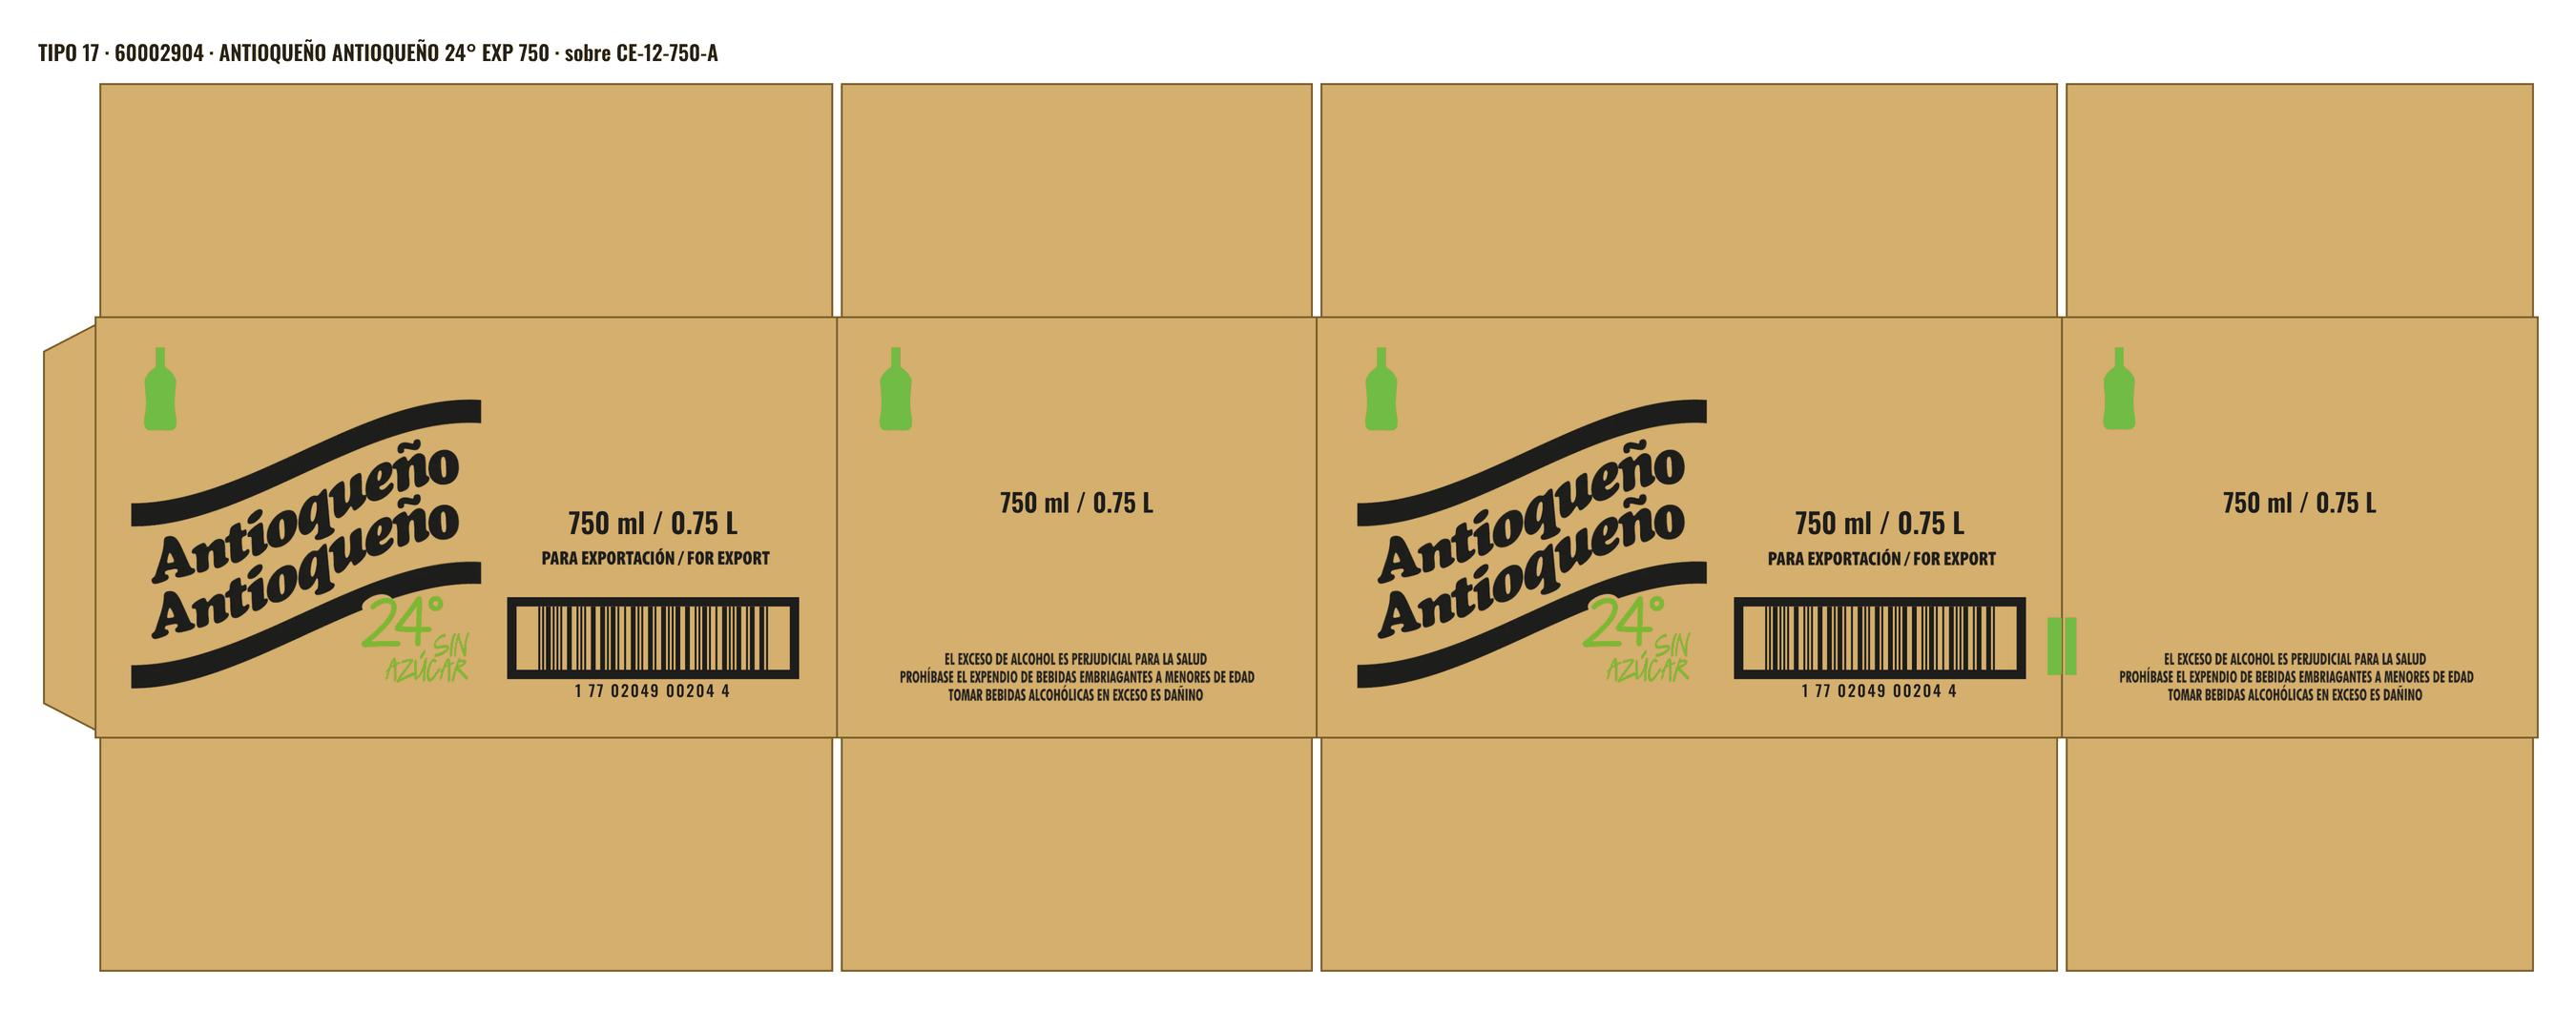 TIPO 17 · 60002904 · ANTIOQUEÑO ANTIOQUEÑO 24° EXP 750 · sobre CE-12-750-A
Antioqueño
Antioqueño
24°
SIN
AZÚCAR
750 ml / 0.75 L
PARA EXPORTACIÓN / FOR EXPORT
1 77 02049 00204 4
750 ml / 0.75 L
EL EXCESO DE ALCOHOL ES PERJUDICIAL PARA LA SALUD
PROHÍBASE EL EXPENDIO DE BEBIDAS EMBRIAGANTES A MENORES DE EDAD
TOMAR BEBIDAS ALCOHÓLICAS EN EXCESO ES DAÑINO
Antioqueño
Antioqueño
24°
SIN
AZÚCAR
750 ml / 0.75 L
PARA EXPORTACIÓN / FOR EXPORT
1 77 02049 00204 4
750 ml / 0.75 L
EL EXCESO DE ALCOHOL ES PERJUDICIAL PARA LA SALUD
PROHÍBASE EL EXPENDIO DE BEBIDAS EMBRIAGANTES A MENORES DE EDAD
TOMAR BEBIDAS ALCOHÓLICAS EN EXCESO ES DAÑINO